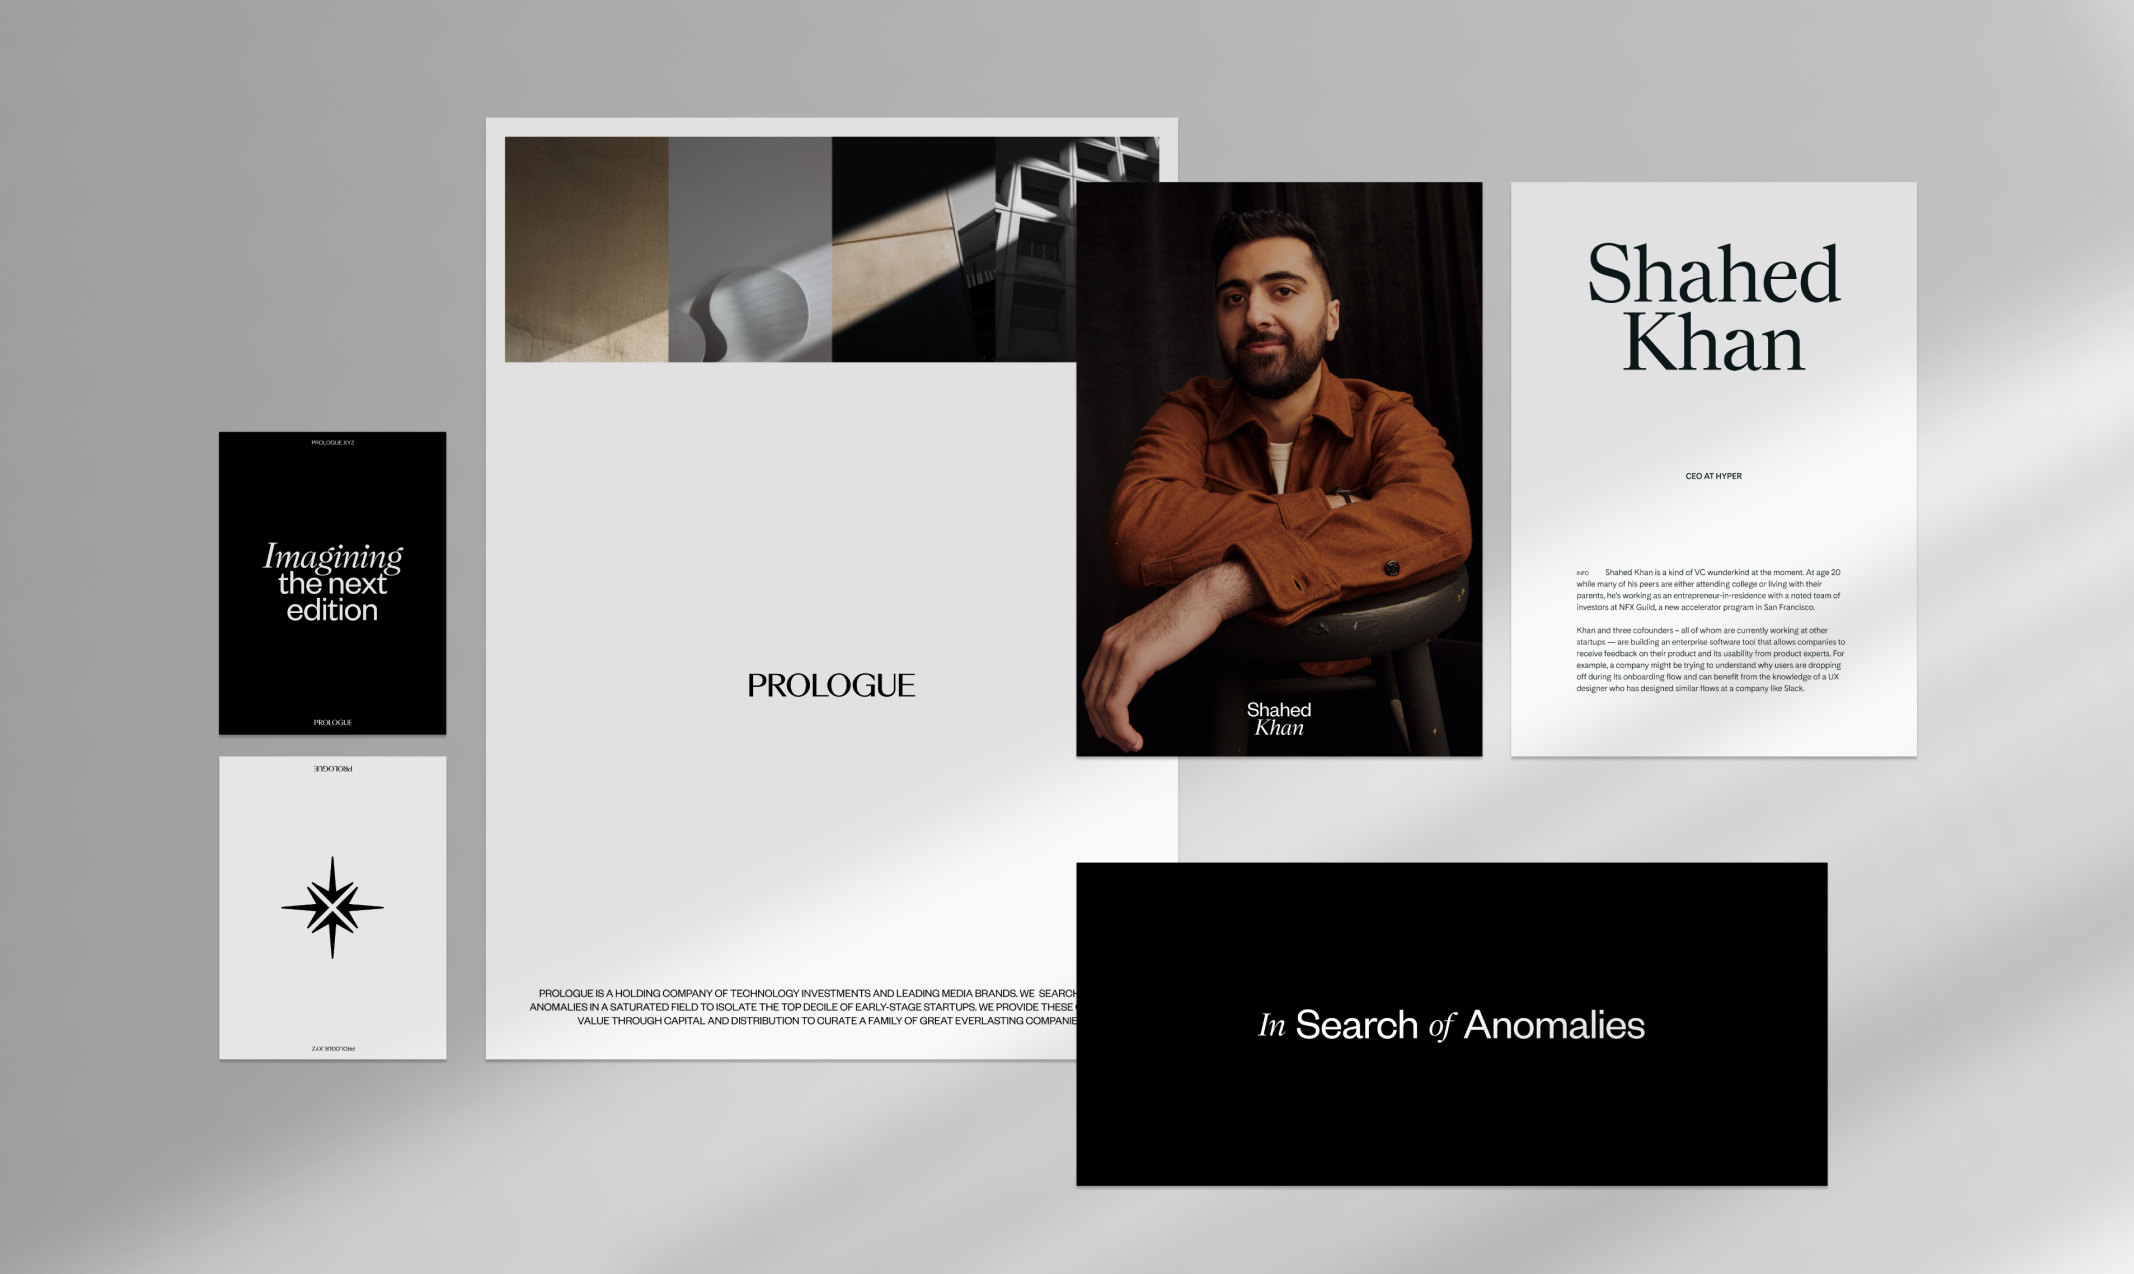 PROLOGUE.XYZ
Imagining
the next
edition
PROLOGUE
PROLOGUE
PROLOGUE.XYZ
PROLOGUE
PROLOGUE IS A HOLDING COMPANY OF TECHNOLOGY INVESTMENTS AND LEADING MEDIA BRANDS. WE SEARCH
ANOMALIES IN A SATURATED FIELD TO ISOLATE THE TOP DECILE OF EARLY-STAGE STARTUPS. WE PROVIDE THESE
VALUE THROUGH CAPITAL AND DISTRIBUTION TO CURATE A FAMILY OF GREAT EVERLASTING COMPANIE
Shahed
Khan
Shahed
Khan
CEO AT HYPER
INFO Shahed Khan is a kind of VC wunderkind at the moment. At age 20
while many of his peers are either attending college or living with their
parents, he's working as an entrepreneur-in-residence with a noted team of
investors at NFX Guild, a new accelerator program in San Francisco.
Khan and three cofounders – all of whom are currently working at other
startups — are building an enterprise software tool that allows companies to
receive feedback on their product and its usability from product experts. For
example, a company might be trying to understand why users are dropping
off during its onboarding flow and can benefit from the knowledge of a UX
designer who has designed similar flows at a company like Slack.
In Search of Anomalies